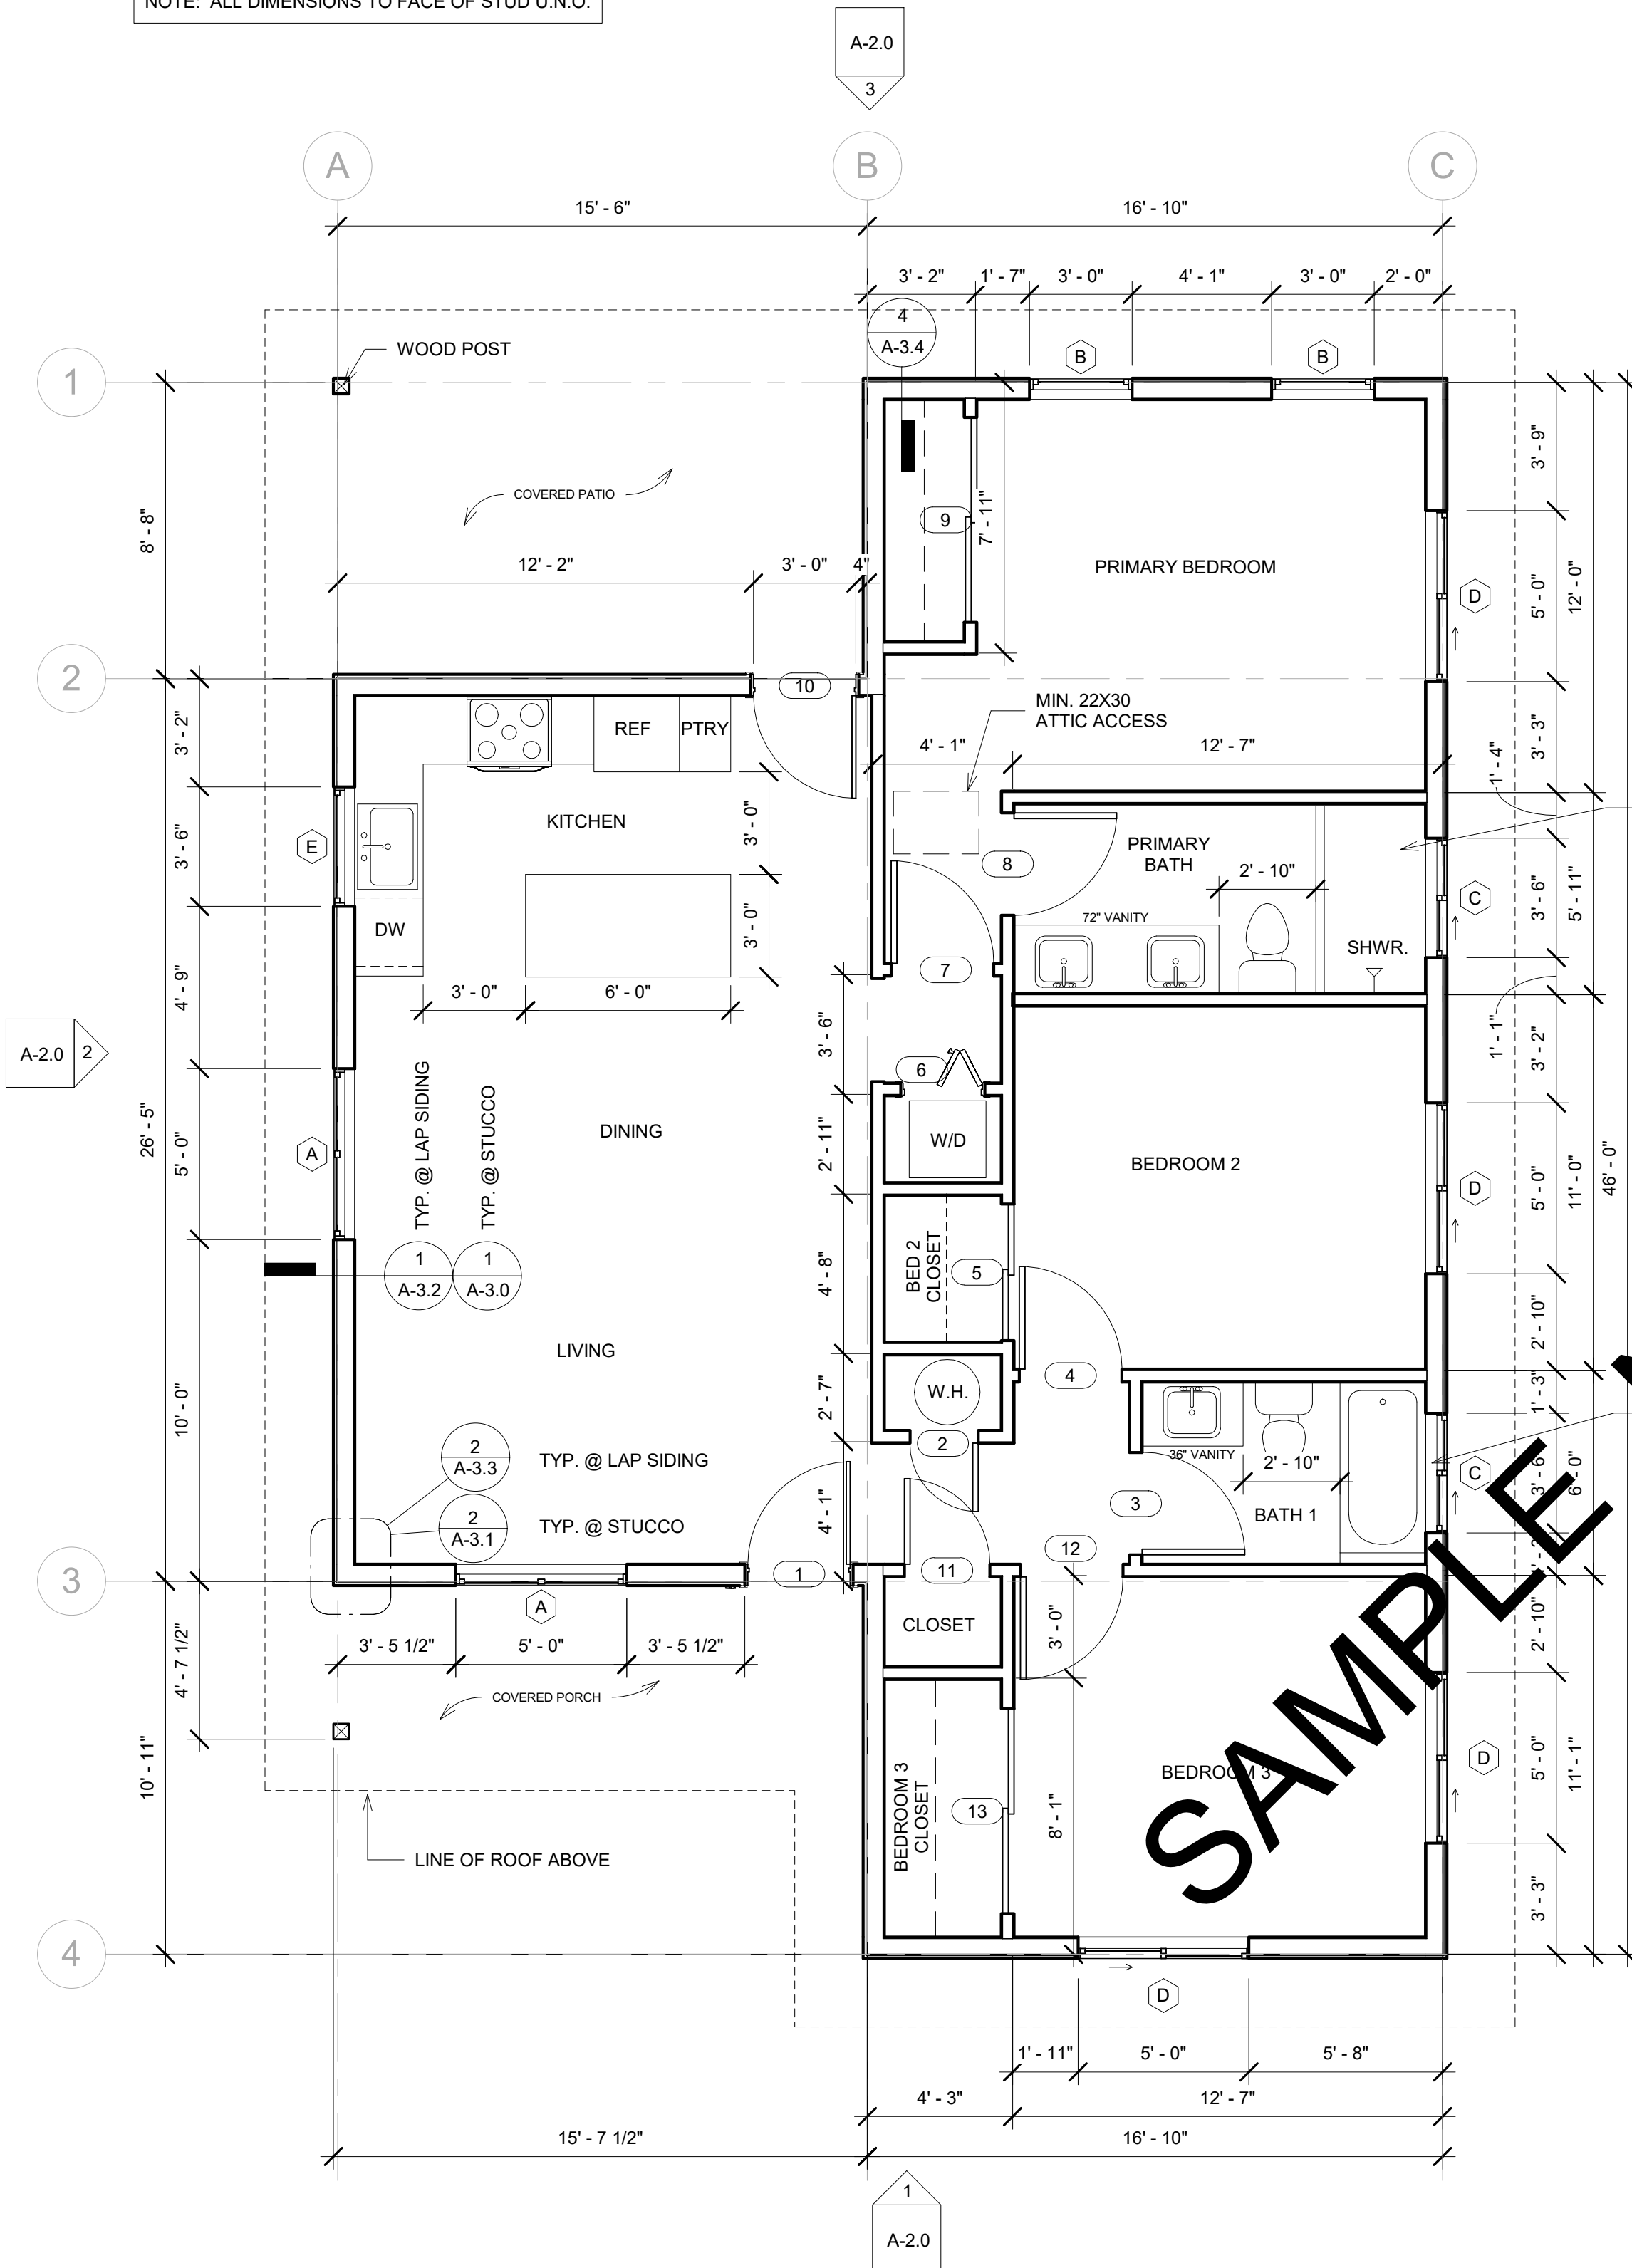 NOTE: ALL DIMENSIONS TO FACE OF STUD U.N.O.
A-2.0
3
A
B
C
15' - 6"
16' - 10"
3' - 2"
1' - 7"
3' - 0"
4' - 1"
3' - 0"
2' - 0"
4
A-3.4
WOOD POST
B
B
1
3' - 9"
COVERED PATIO
8' - 8"
9
7' - 11"
12' - 2"
3' - 0"
4"
PRIMARY BEDROOM
D
5' - 0"
12' - 0"
2
10
3' - 2"
REF
PTRY
MIN. 22X30
ATTIC ACCESS
4' - 1"
12' - 7"
3' - 3"
1' - 4"
E
3' - 6"
KITCHEN
3' - 0"
8
PRIMARY
BATH
2' - 10"
72" VANITY
SHWR.
C
3' - 6"
5' - 11"
DW
3' - 0"
7
4' - 9"
3' - 0"
6' - 0"
3' - 6"
1' - 1"
3' - 2"
A-2.0
2
6
26' - 5"
5' - 0"
A
TYP. @ LAP SIDING
TYP. @ STUCCO
DINING
2' - 11"
W/D
BEDROOM 2
D
5' - 0"
11' - 0"
46' - 0"
1
A-3.2
1
A-3.0
4' - 8"
BED 2
CLOSET
5
2' - 10"
LIVING
4
10' - 0"
2' - 7"
W.H.
1' - 3"
2
A-3.3
TYP. @ LAP SIDING
2
36" VANITY
2' - 10"
C
3' - 6"
6' - 0"
2
A-3.1
TYP. @ STUCCO
4' - 1"
3
BATH 1
12
3
1
11
A
CLOSET
3' - 0"
2' - 10"
3' - 5 1/2"
5' - 0"
3' - 5 1/2"
4' - 7 1/2"
COVERED PORCH
10' - 11"
BEDROOM 3
CLOSET
13
8' - 1"
BEDROOM 3
D
5' - 0"
11' - 1"
SAMPLE
LINE OF ROOF ABOVE
3' - 3"
4
D
1' - 11"
5' - 0"
5' - 8"
4' - 3"
12' - 7"
15' - 7 1/2"
16' - 10"
1
A-2.0